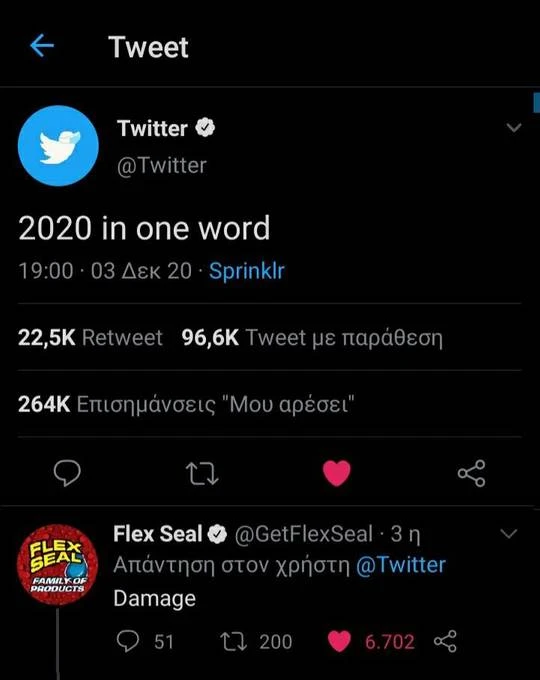 Tweet
Twitter
@Twitter
2020 in one word
19:00 · 03 Δεκ 20 · Sprinklr
22,5K Retweet 96,6K Tweet με παράθεση
264K Επισημάνσεις "Μου αρέσει"
FLEX
SEAL
FAMILY OF
PRODUCTS
Flex Seal @GetFlexSeal · 3 η
Απάντηση στον χρήστη @Twitter
Damage
51 200 6.702